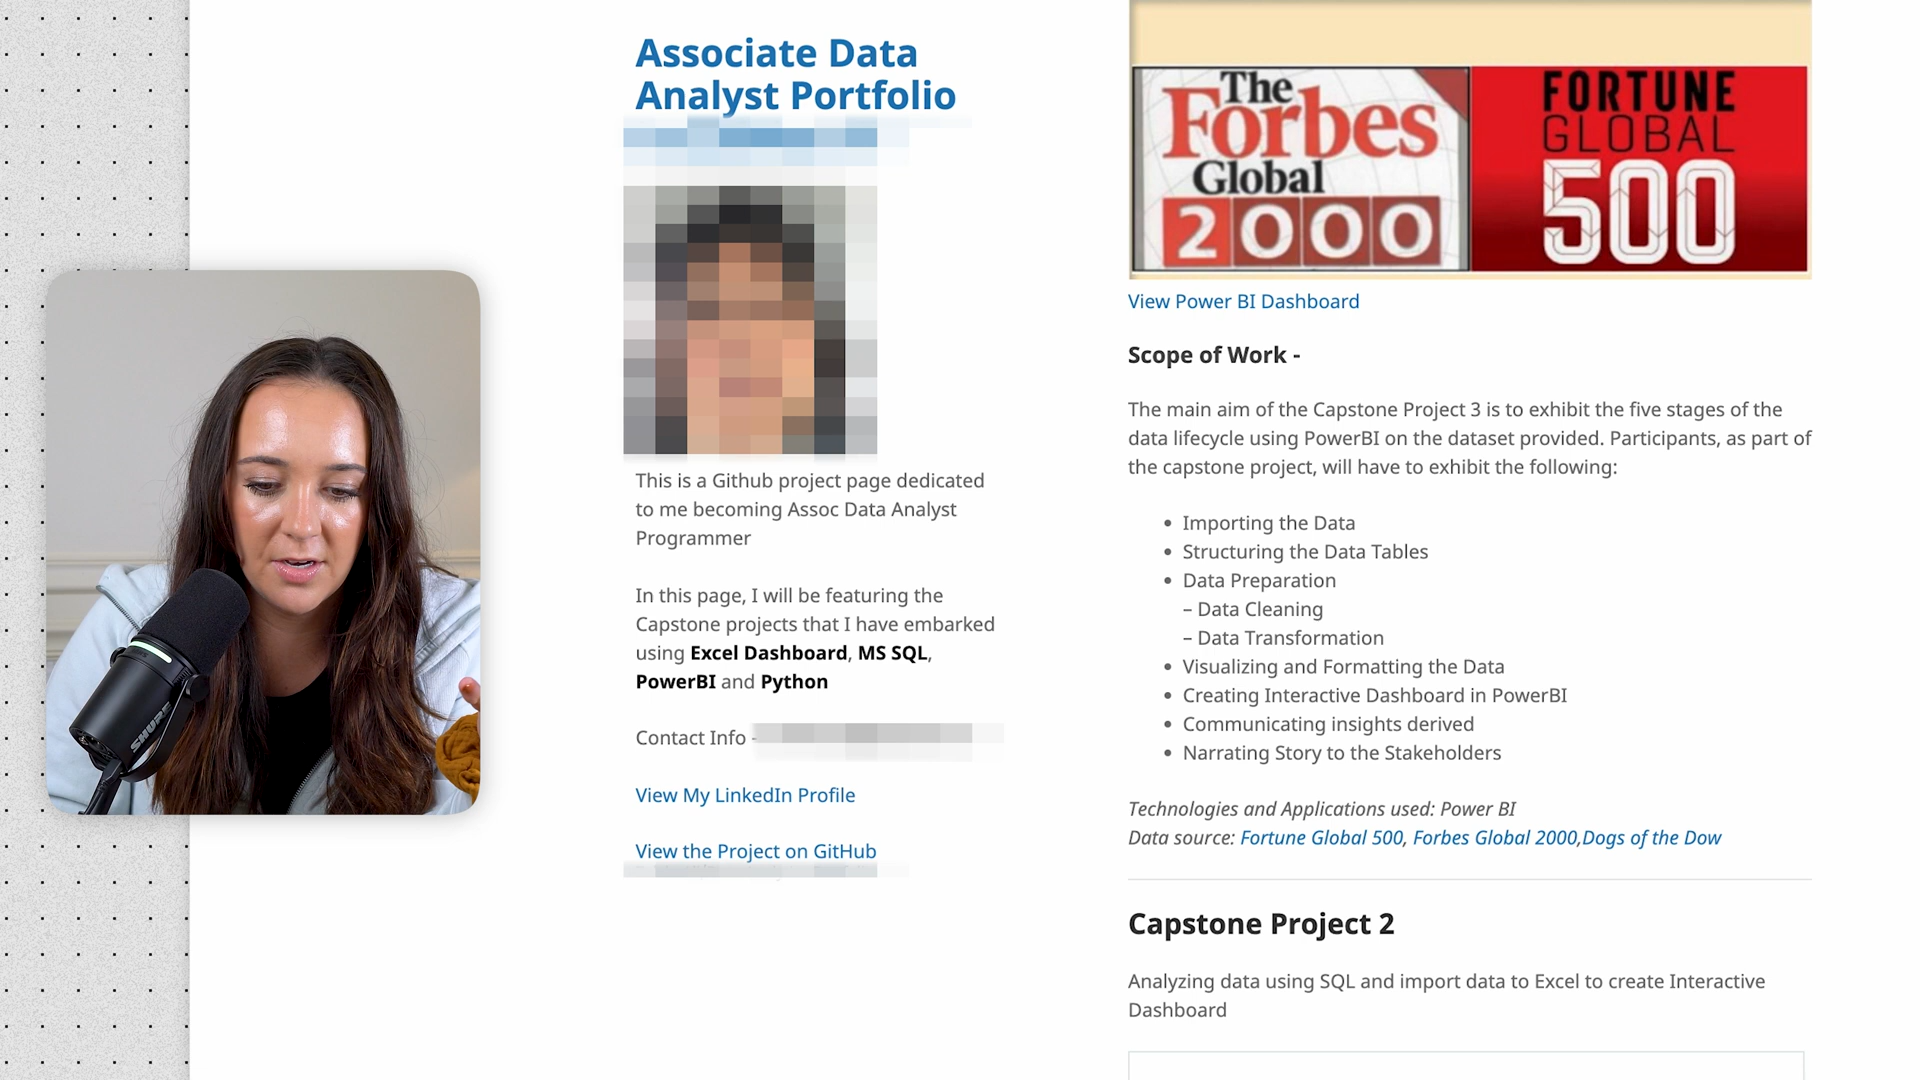 Associate Data
Analyst Portfolio
This is a Github project page dedicated
to me becoming Assoc Data Analyst
Programmer
In this page, I will be featuring the
Capstone projects that I have embarked
using Excel Dashboard, MS SQL,
PowerBI and Python
Contact Info -
View My LinkedIn Profile
View the Project on GitHub
SHURE
The
Forbes
Global
2000
FORTUNE
GLOBAL
500
View Power BI Dashboard
Scope of Work -
The main aim of the Capstone Project 3 is to exhibit the five stages of the
data lifecycle using PowerBI on the dataset provided. Participants, as part of
the capstone project, will have to exhibit the following:
• Importing the Data
• Structuring the Data Tables
• Data Preparation
– Data Cleaning
– Data Transformation
• Visualizing and Formatting the Data
• Creating Interactive Dashboard in PowerBI
• Communicating insights derived
• Narrating Story to the Stakeholders
Technologies and Applications used: Power BI
Data source: Fortune Global 500, Forbes Global 2000,Dogs of the Dow
Capstone Project 2
Analyzing data using SQL and import data to Excel to create Interactive
Dashboard